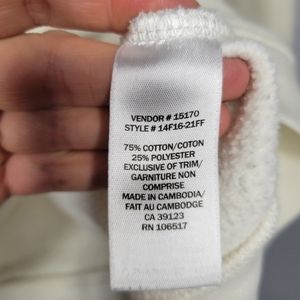 VENDOR # 15170
STYLE # 14F16-21FF
75% COTTON/COTON
25% POLYESTER
EXCLUSIVE OF TRIM/
GARNITURE NON
COMPRISE
MADE IN CAMBODIA/
FAIT AU CAMBODGE
CA 39123
RN 106517